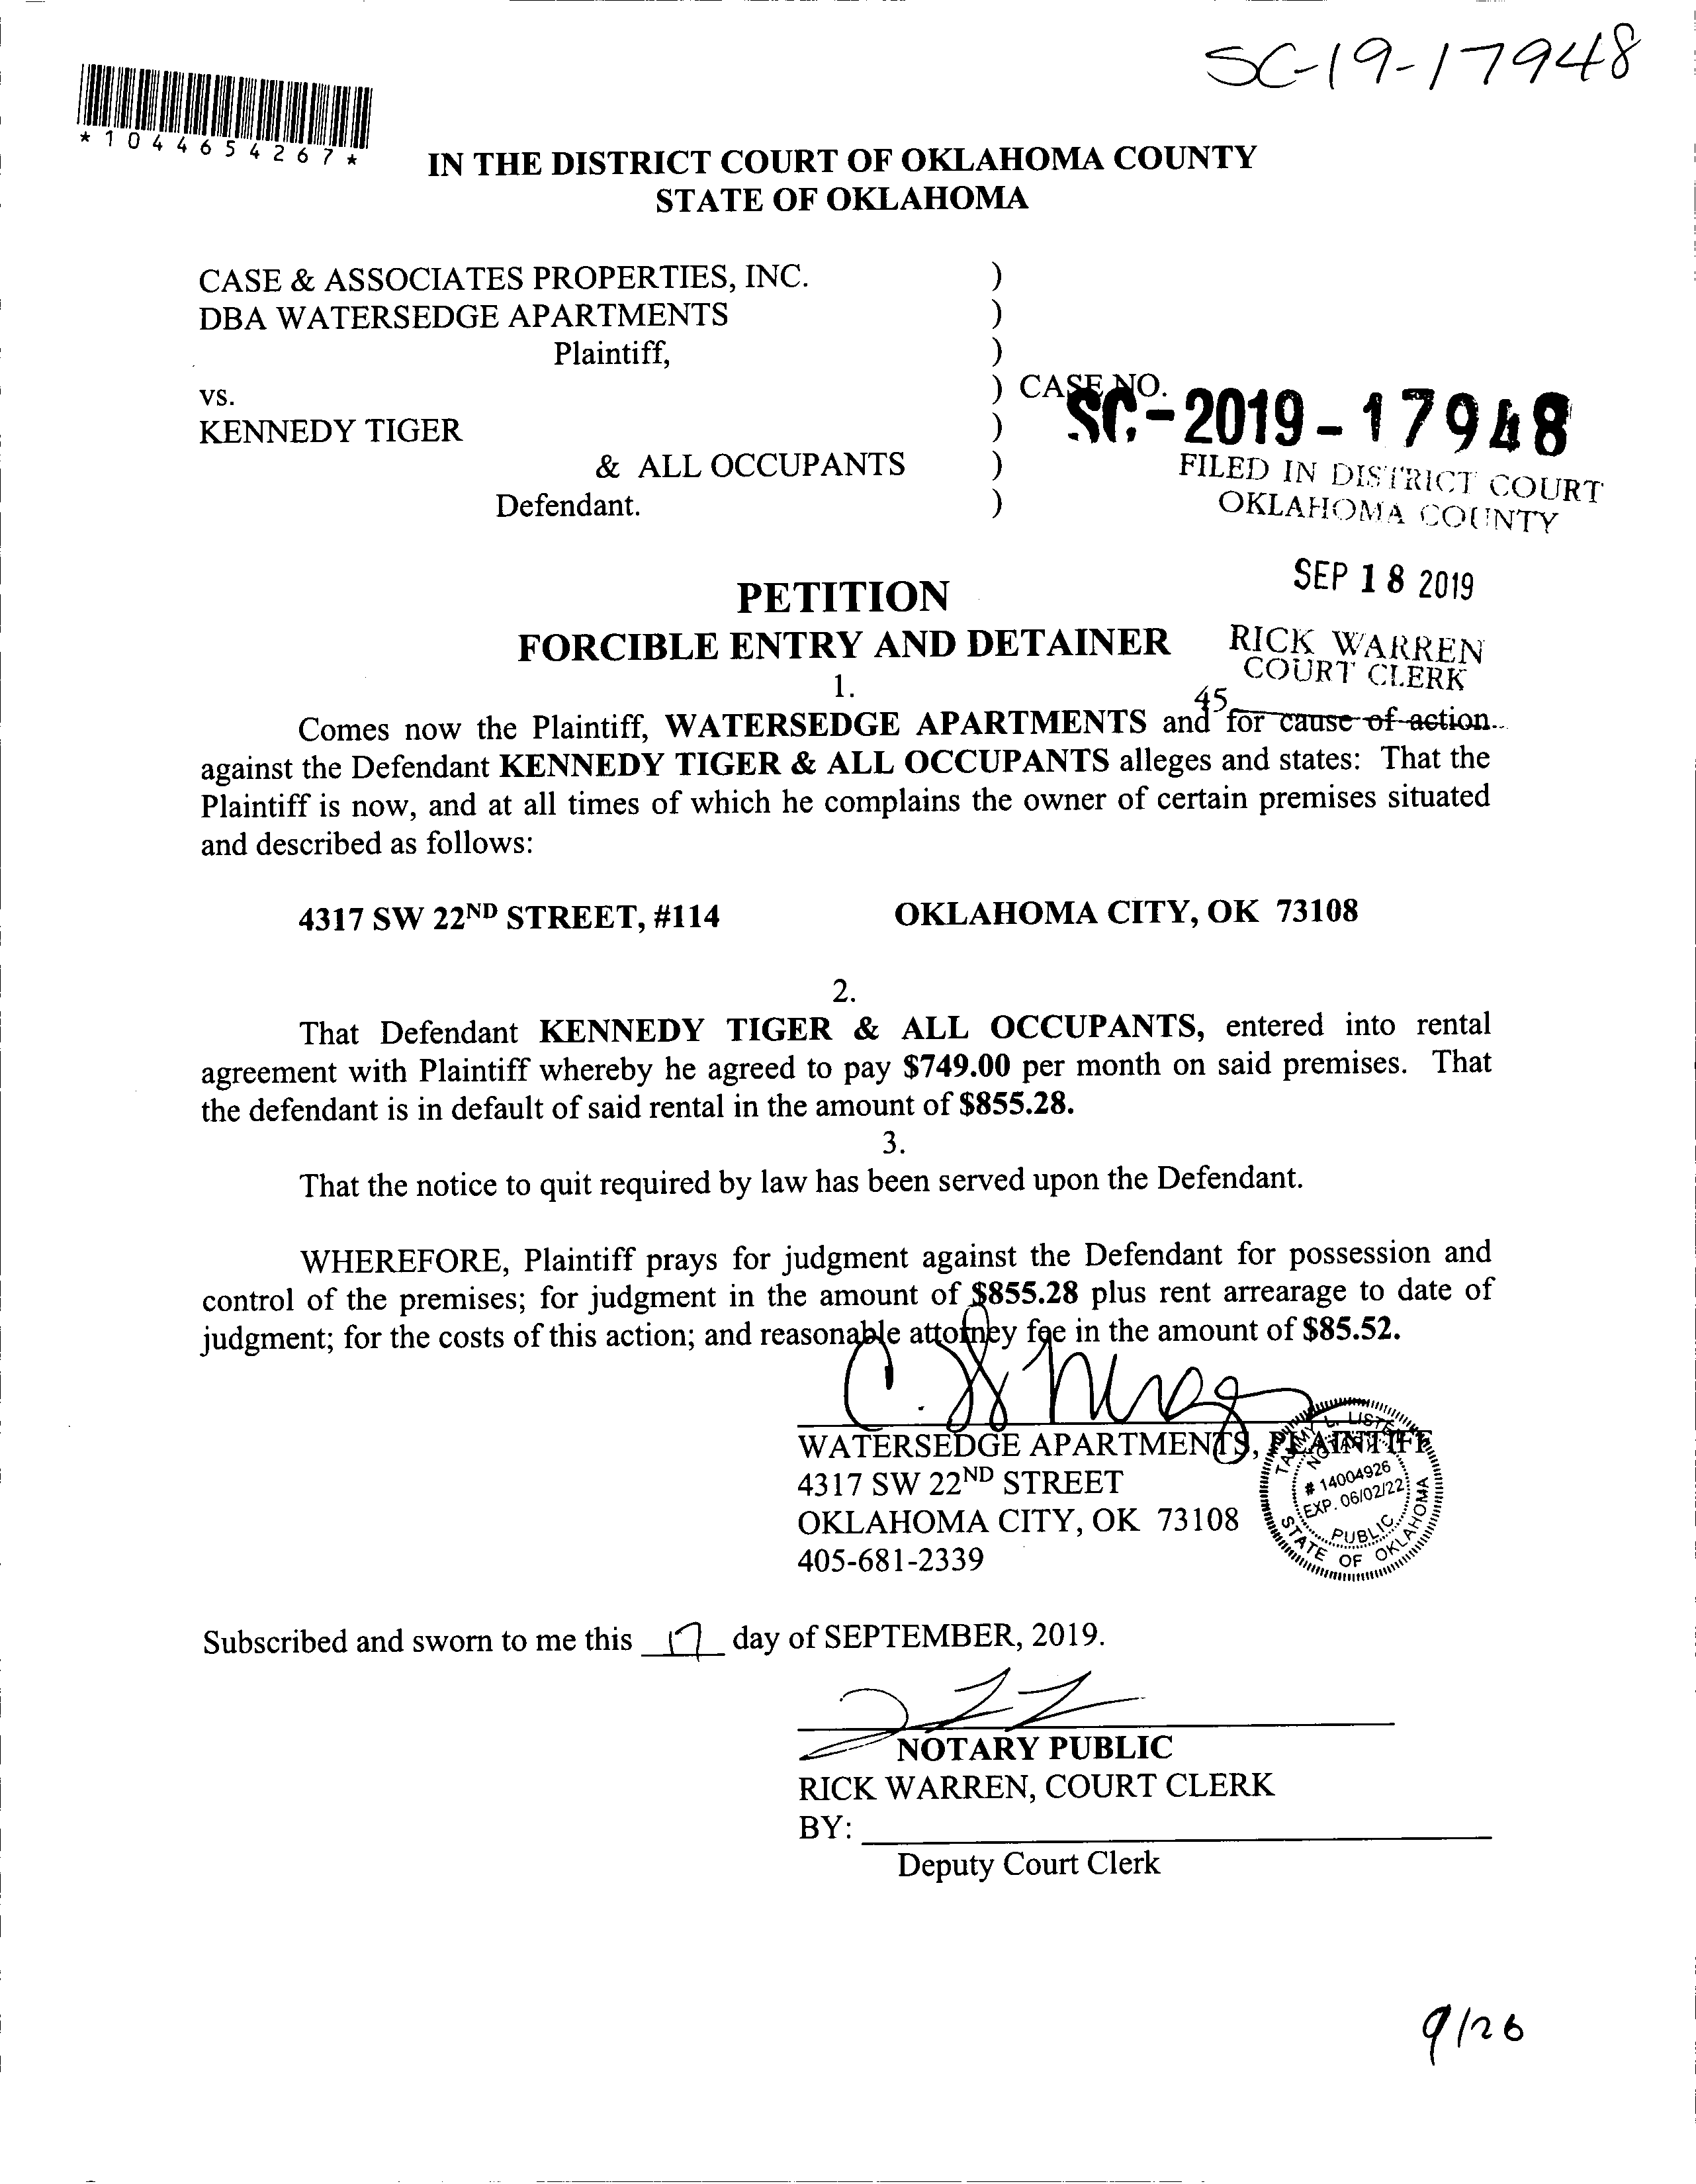 SC-19-17948
*1044654267*
IN THE DISTRICT COURT OF OKLAHOMA COUNTY
STATE OF OKLAHOMA
CASE & ASSOCIATES PROPERTIES, INC. )
DBA WATERSEDGE APARTMENTS )
Plaintiff, )
vs. ) CASE NO.
SC-2019-17948
KENNEDY TIGER )
& ALL OCCUPANTS )
Defendant. )
FILED IN DISTRICT COURT
OKLAHOMA COUNTY
SEP 18 2019
RICK WARREN
COURT CLERK
45
PETITION
FORCIBLE ENTRY AND DETAINER
1.
Comes now the Plaintiff, WATERSEDGE APARTMENTS and for cause of action
against the Defendant KENNEDY TIGER & ALL OCCUPANTS alleges and states: That the
Plaintiff is now, and at all times of which he complains the owner of certain premises situated
and described as follows:
4317 SW 22ND STREET, #114 OKLAHOMA CITY, OK 73108
2.
That Defendant KENNEDY TIGER & ALL OCCUPANTS, entered into rental
agreement with Plaintiff whereby he agreed to pay $749.00 per month on said premises. That
the defendant is in default of said rental in the amount of $855.28.
3.
That the notice to quit required by law has been served upon the Defendant.
WHEREFORE, Plaintiff prays for judgment against the Defendant for possession and
control of the premises; for judgment in the amount of $855.28 plus rent arrearage to date of
judgment; for the costs of this action; and reasonable attorney fee in the amount of $85.52.
WATERSEDGE APARTMENTS, PLAINTIFF
4317 SW 22ND STREET
OKLAHOMA CITY, OK 73108
405-681-2339
TAMMY L. LISTER
NOTARY
# 14004926
EXP. 06/02/22
PUBLIC
STATE OF OKLAHOMA
Subscribed and sworn to me this 17 day of SEPTEMBER, 2019.
NOTARY PUBLIC
RICK WARREN, COURT CLERK
BY:
Deputy Court Clerk
9/26